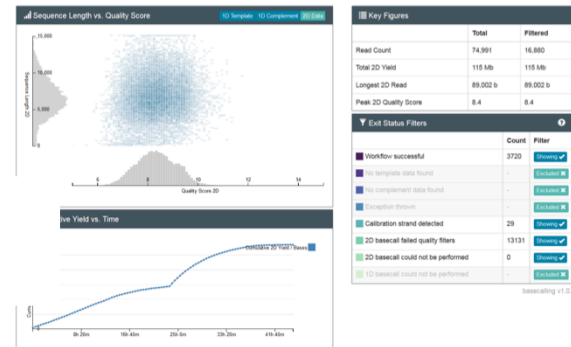 Sequence Length vs. Quality Score
1D Template 1D Complement 2D Data
15,000
10,000
5,000
0
Sequence Length 2D
6 8 10 12 14
Quality Score 2D
ive Yield vs. Time
Cumulative 2D Yield / Bases
Cum
0 8h 20m 16h 40m 25h 0m 33h 20m 41h 40m
Key Figures
Total Filtered
Read Count 74,991 16,880
Total 2D Yield 115 Mb 115 Mb
Longest 2D Read 89,002 b 89,002 b
Peak 2D Quality Score 8.4 8.4
Exit Status Filters
Count Filter
Workflow successful 3720 Showing
No template data found - Excluded
No complement data found - Excluded
Exception thrown - Excluded
Calibration strand detected 29 Showing
2D basecall failed quality filters 13131 Showing
2D basecall could not be performed 0 Showing
1D basecall could not be performed - Excluded
basecalling v1.0.